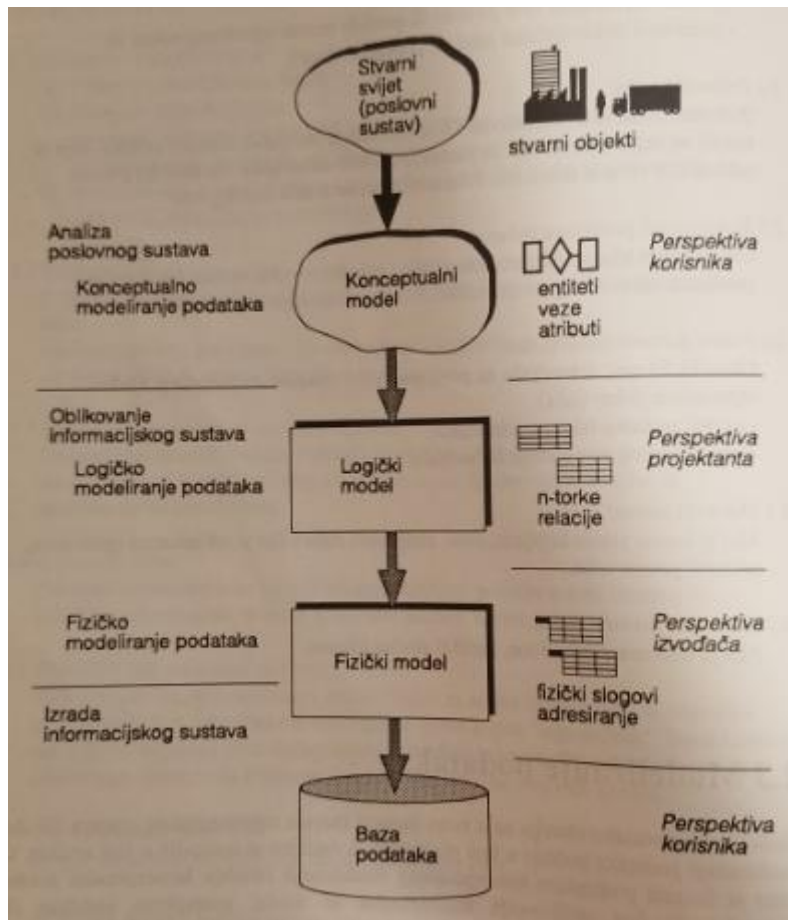 Stvarni
svijet
(poslovni
sustav)
stvarni objekti
Analiza
poslovnog sustava
Konceptualno
modeliranje podataka
Konceptualni
model
entiteti
veze
atributi
Perspektiva
korisnika
Oblikovanje
informacijskog sustava
Logičko
modeliranje podataka
Logički
model
n-torke
relacije
Perspektiva
projektanta
Fizičko
modeliranje podataka
Fizički model
fizički slogovi
adresiranje
Perspektiva
izvođača
Izrada
informacijskog sustava
Baza
podataka
Perspektiva
korisnika